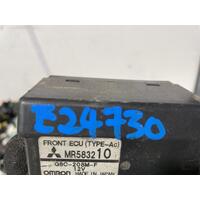 E24730
FRONT ECU (TYPE-Ac)
MR583210
G8C-208M-F
12V
OMRON MADE IN JAPAN